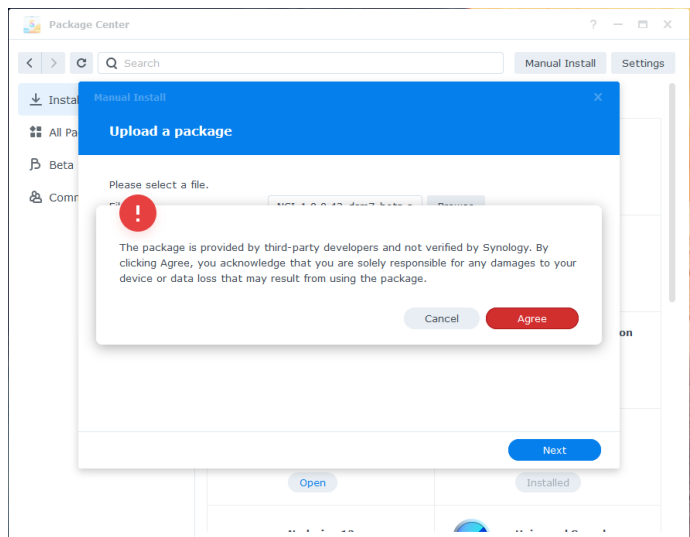 Package Center
Search
Manual Install
Settings
Manual Install
Upload a package
All
Beta
Please select a file.
The package is provided by third-party developers and not verified by Synology. By
clicking Agree, you acknowledge that you are solely responsible for any damages to your
device or data loss that may result from using the package.
Cancel
Agree
on
Next
Open
Installed